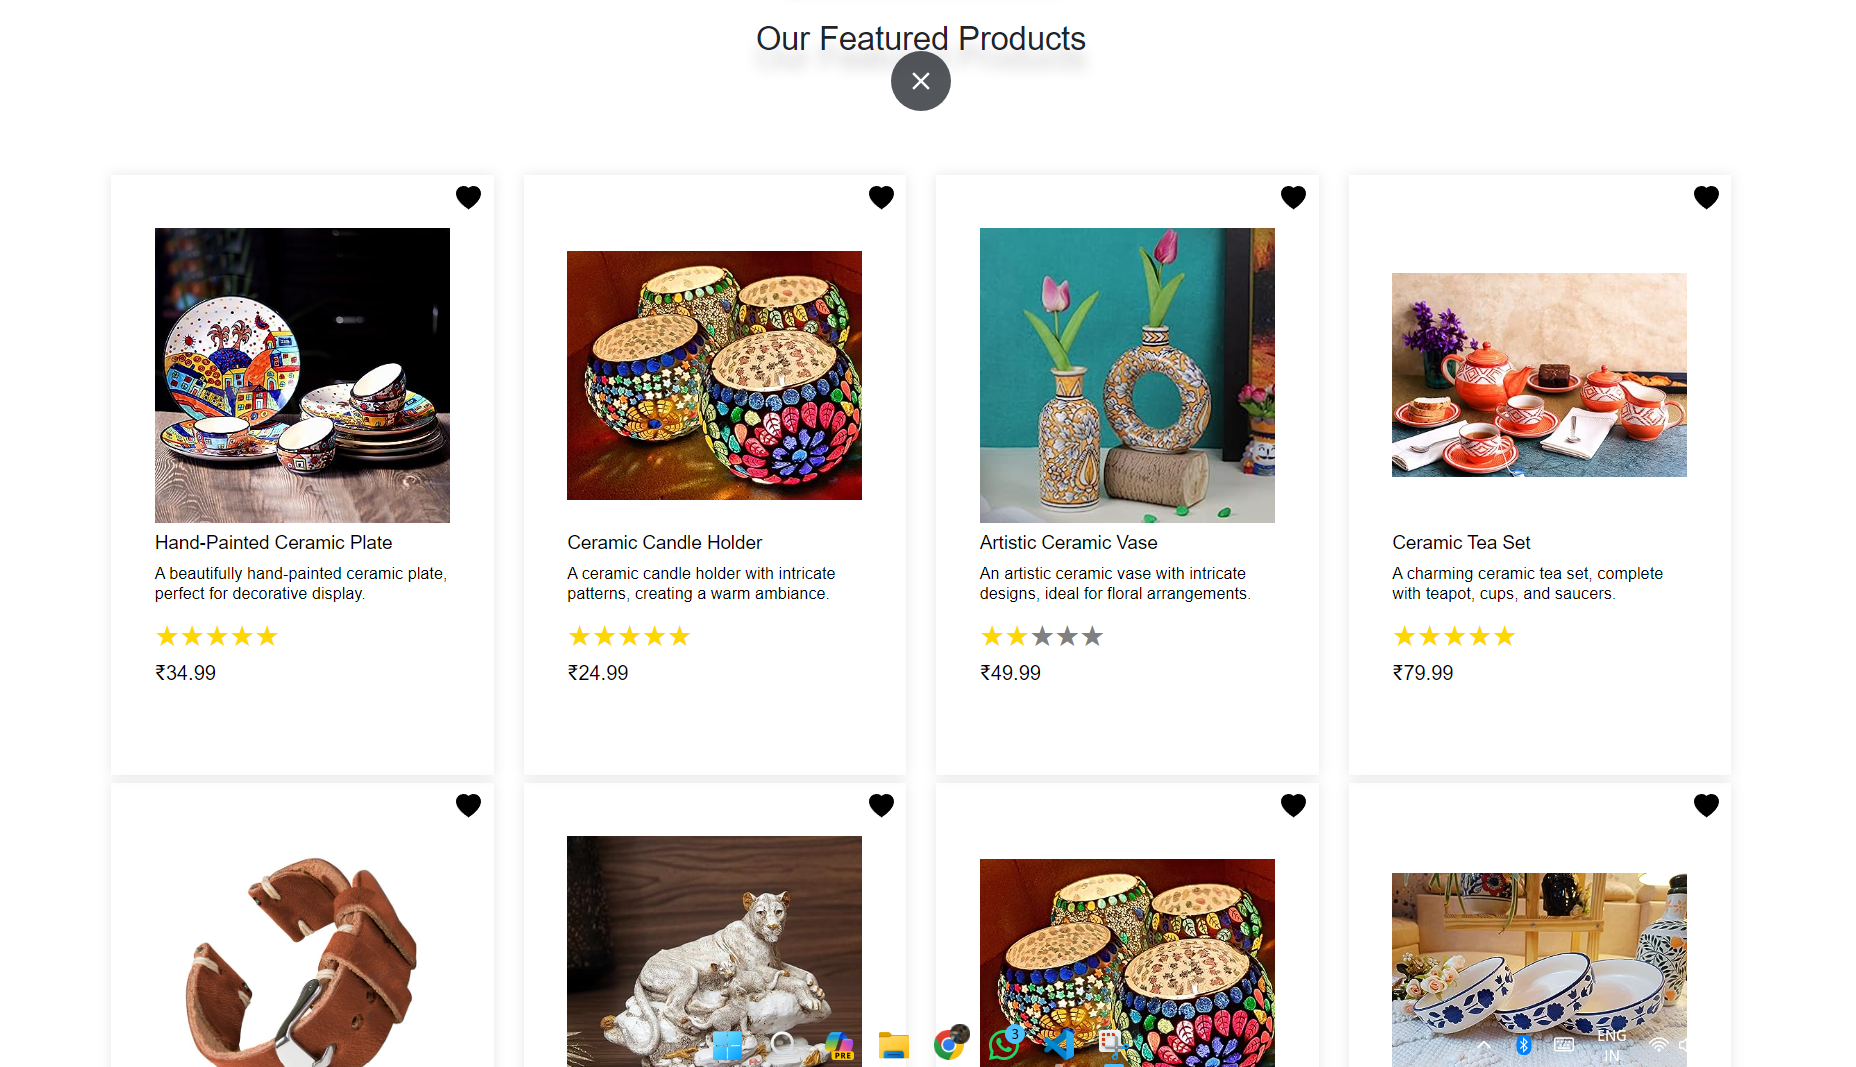 Our Featured Products
Hand-Painted Ceramic Plate
A beautifully hand-painted ceramic plate,
perfect for decorative display.
₹34.99
Ceramic Candle Holder
A ceramic candle holder with intricate
patterns, creating a warm ambiance.
₹24.99
Artistic Ceramic Vase
An artistic ceramic vase with intricate
designs, ideal for floral arrangements.
₹49.99
Ceramic Tea Set
A charming ceramic tea set, complete
with teapot, cups, and saucers.
₹79.99
PRE
3
ENG
IN